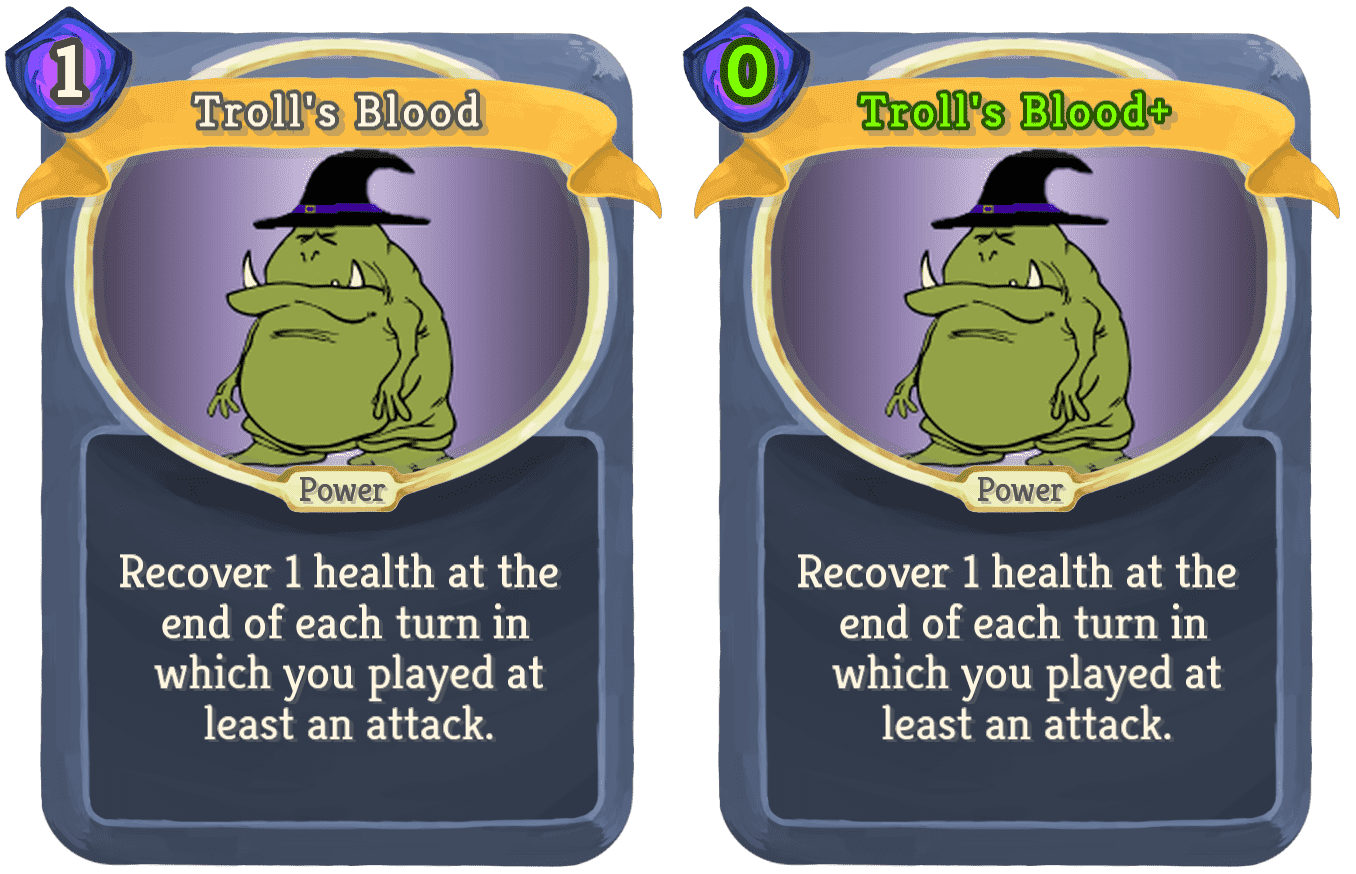 1
Troll's Blood
Power
Recover 1 health at the
end of each turn in
which you played at
least an attack.
0
Troll's Blood+
Power
Recover 1 health at the
end of each turn in
which you played at
least an attack.